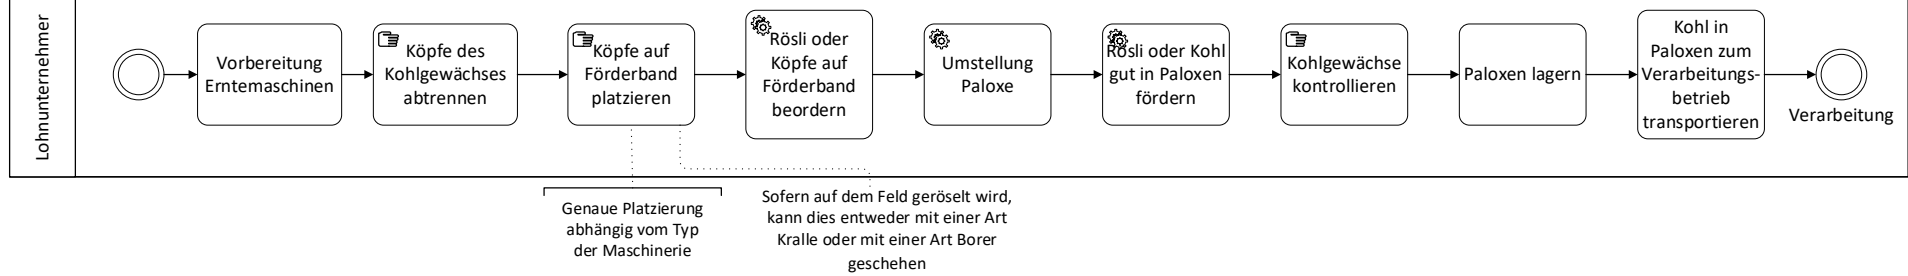 Lohnunternehmer
Vorbereitung
Erntemaschinen
Köpfe des
Kohlgewächses
abtrennen
Köpfe auf
Förderband
platzieren
Rösli oder
Köpfe auf
Förderband
beordern
Umstellung
Paloxe
Rösli oder Kohl
gut in Paloxen
fördern
Kohlgewächse
kontrollieren
Paloxen lagern
Kohl in
Paloxen zum
Verarbeitungs-
betrieb
transportieren
Verarbeitung
Genaue Platzierung
abhängig vom Typ
der Maschinerie
Sofern auf dem Feld geröselt wird,
kann dies entweder mit einer Art
Kralle oder mit einer Art Borer
geschehen